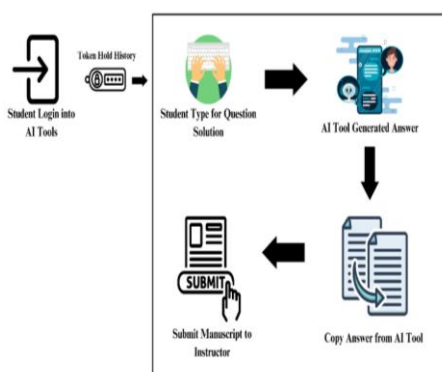 Token Hold History
Student Login into
AI Tools
Student Type for Question
Solution
AI Tool Generated Answer
Copy Answer from AI Tool
SUBMIT
Submit Manuscript to
Instructor